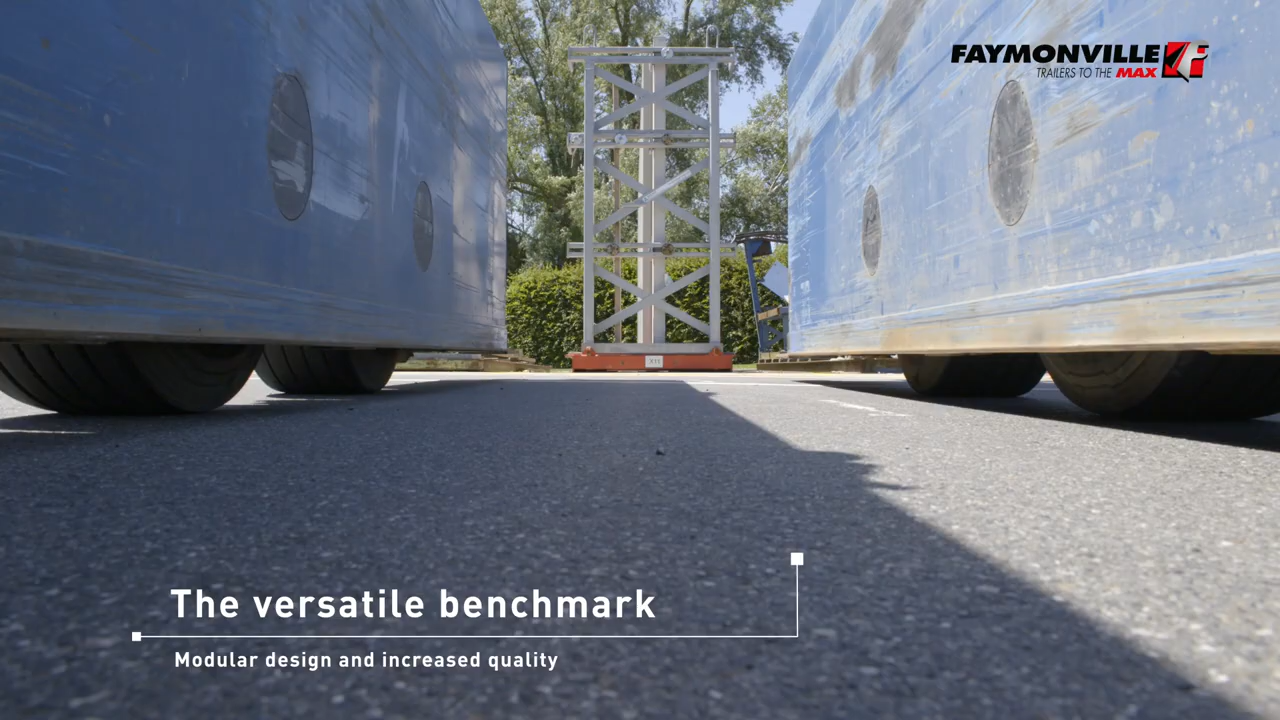 FAYMONVILLE
TRAILERS TO THE MAX
The versatile benchmark
Modular design and increased quality